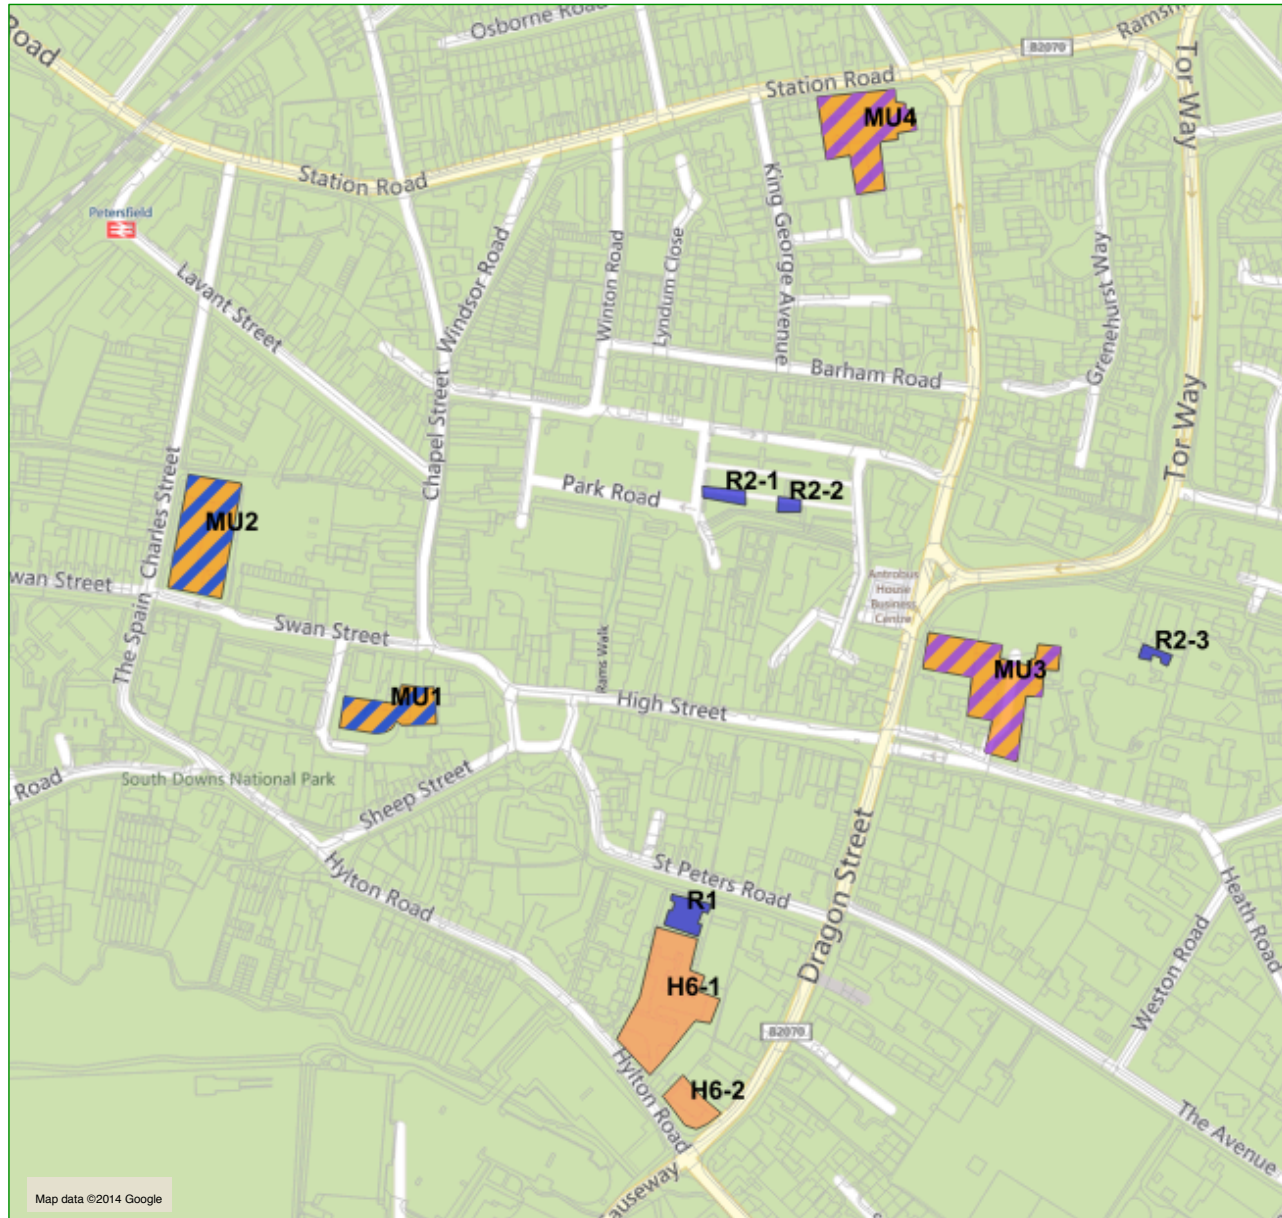 Road
Osborne Road
B2070
Ramsh
Tor Way
Station Road
MU4
Station Road
Petersfield
King George Avenue
Lavant Street
Windsor Road
Winton Road
Lyndum Close
Grenehurst Way
Barham Road
Tor Way
Chapel Street
Charles Street
Park Road
R2-1
R2-2
MU2
Swan Street
Antrobus
House
Business
Centre
The Spain
Swan Street
Rams Walk
R2-3
MU3
MU1
High Street
South Downs National Park
Road
Sheep Street
Hylton Road
St Peters Road
Dragon Street
Heath Road
R1
Weston Road
H6-1
B2070
Hylton Road
H6-2
The Avenue
auseway
Map data ©2014 Google